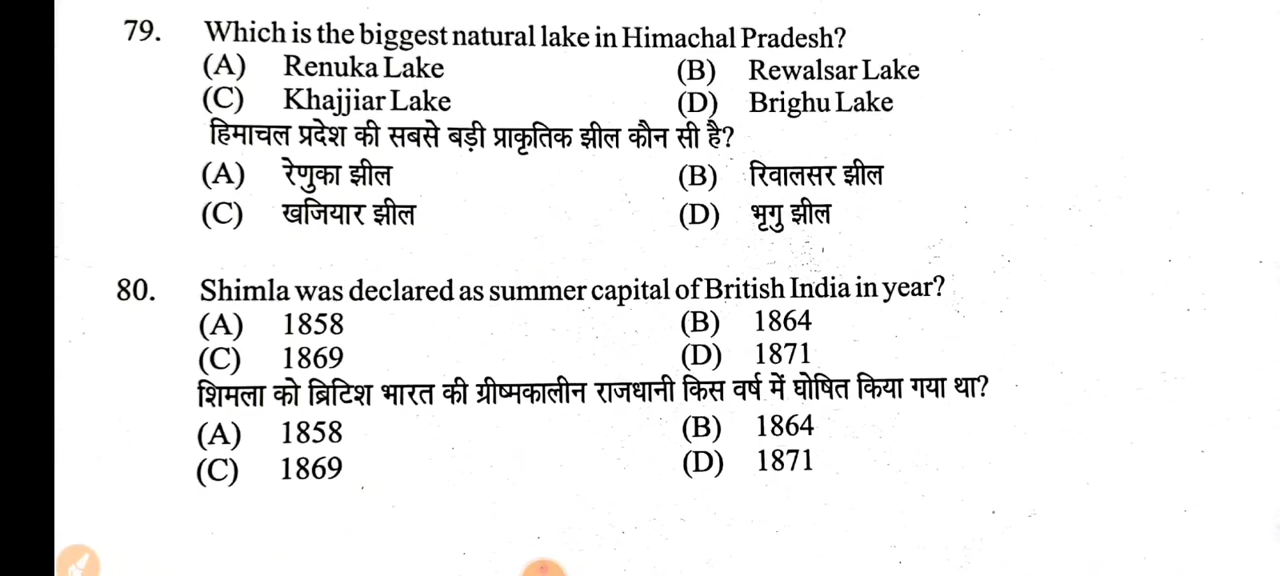 79. Which is the biggest natural lake in Himachal Pradesh?
(A) Renuka Lake (B) Rewalsar Lake
(C) Khajjiar Lake (D) Brighu Lake
हिमाचल प्रदेश की सबसे बड़ी प्राकृतिक झील कौन सी है?
(A) रेणुका झील (B) रिवालसर झील
(C) खजियार झील (D) भृगु झील
80. Shimla was declared as summer capital of British India in year?
(A) 1858 (B) 1864
(C) 1869 (D) 1871
शिमला को ब्रिटिश भारत की ग्रीष्मकालीन राजधानी किस वर्ष में घोषित किया गया था?
(A) 1858 (B) 1864
(C) 1869 (D) 1871